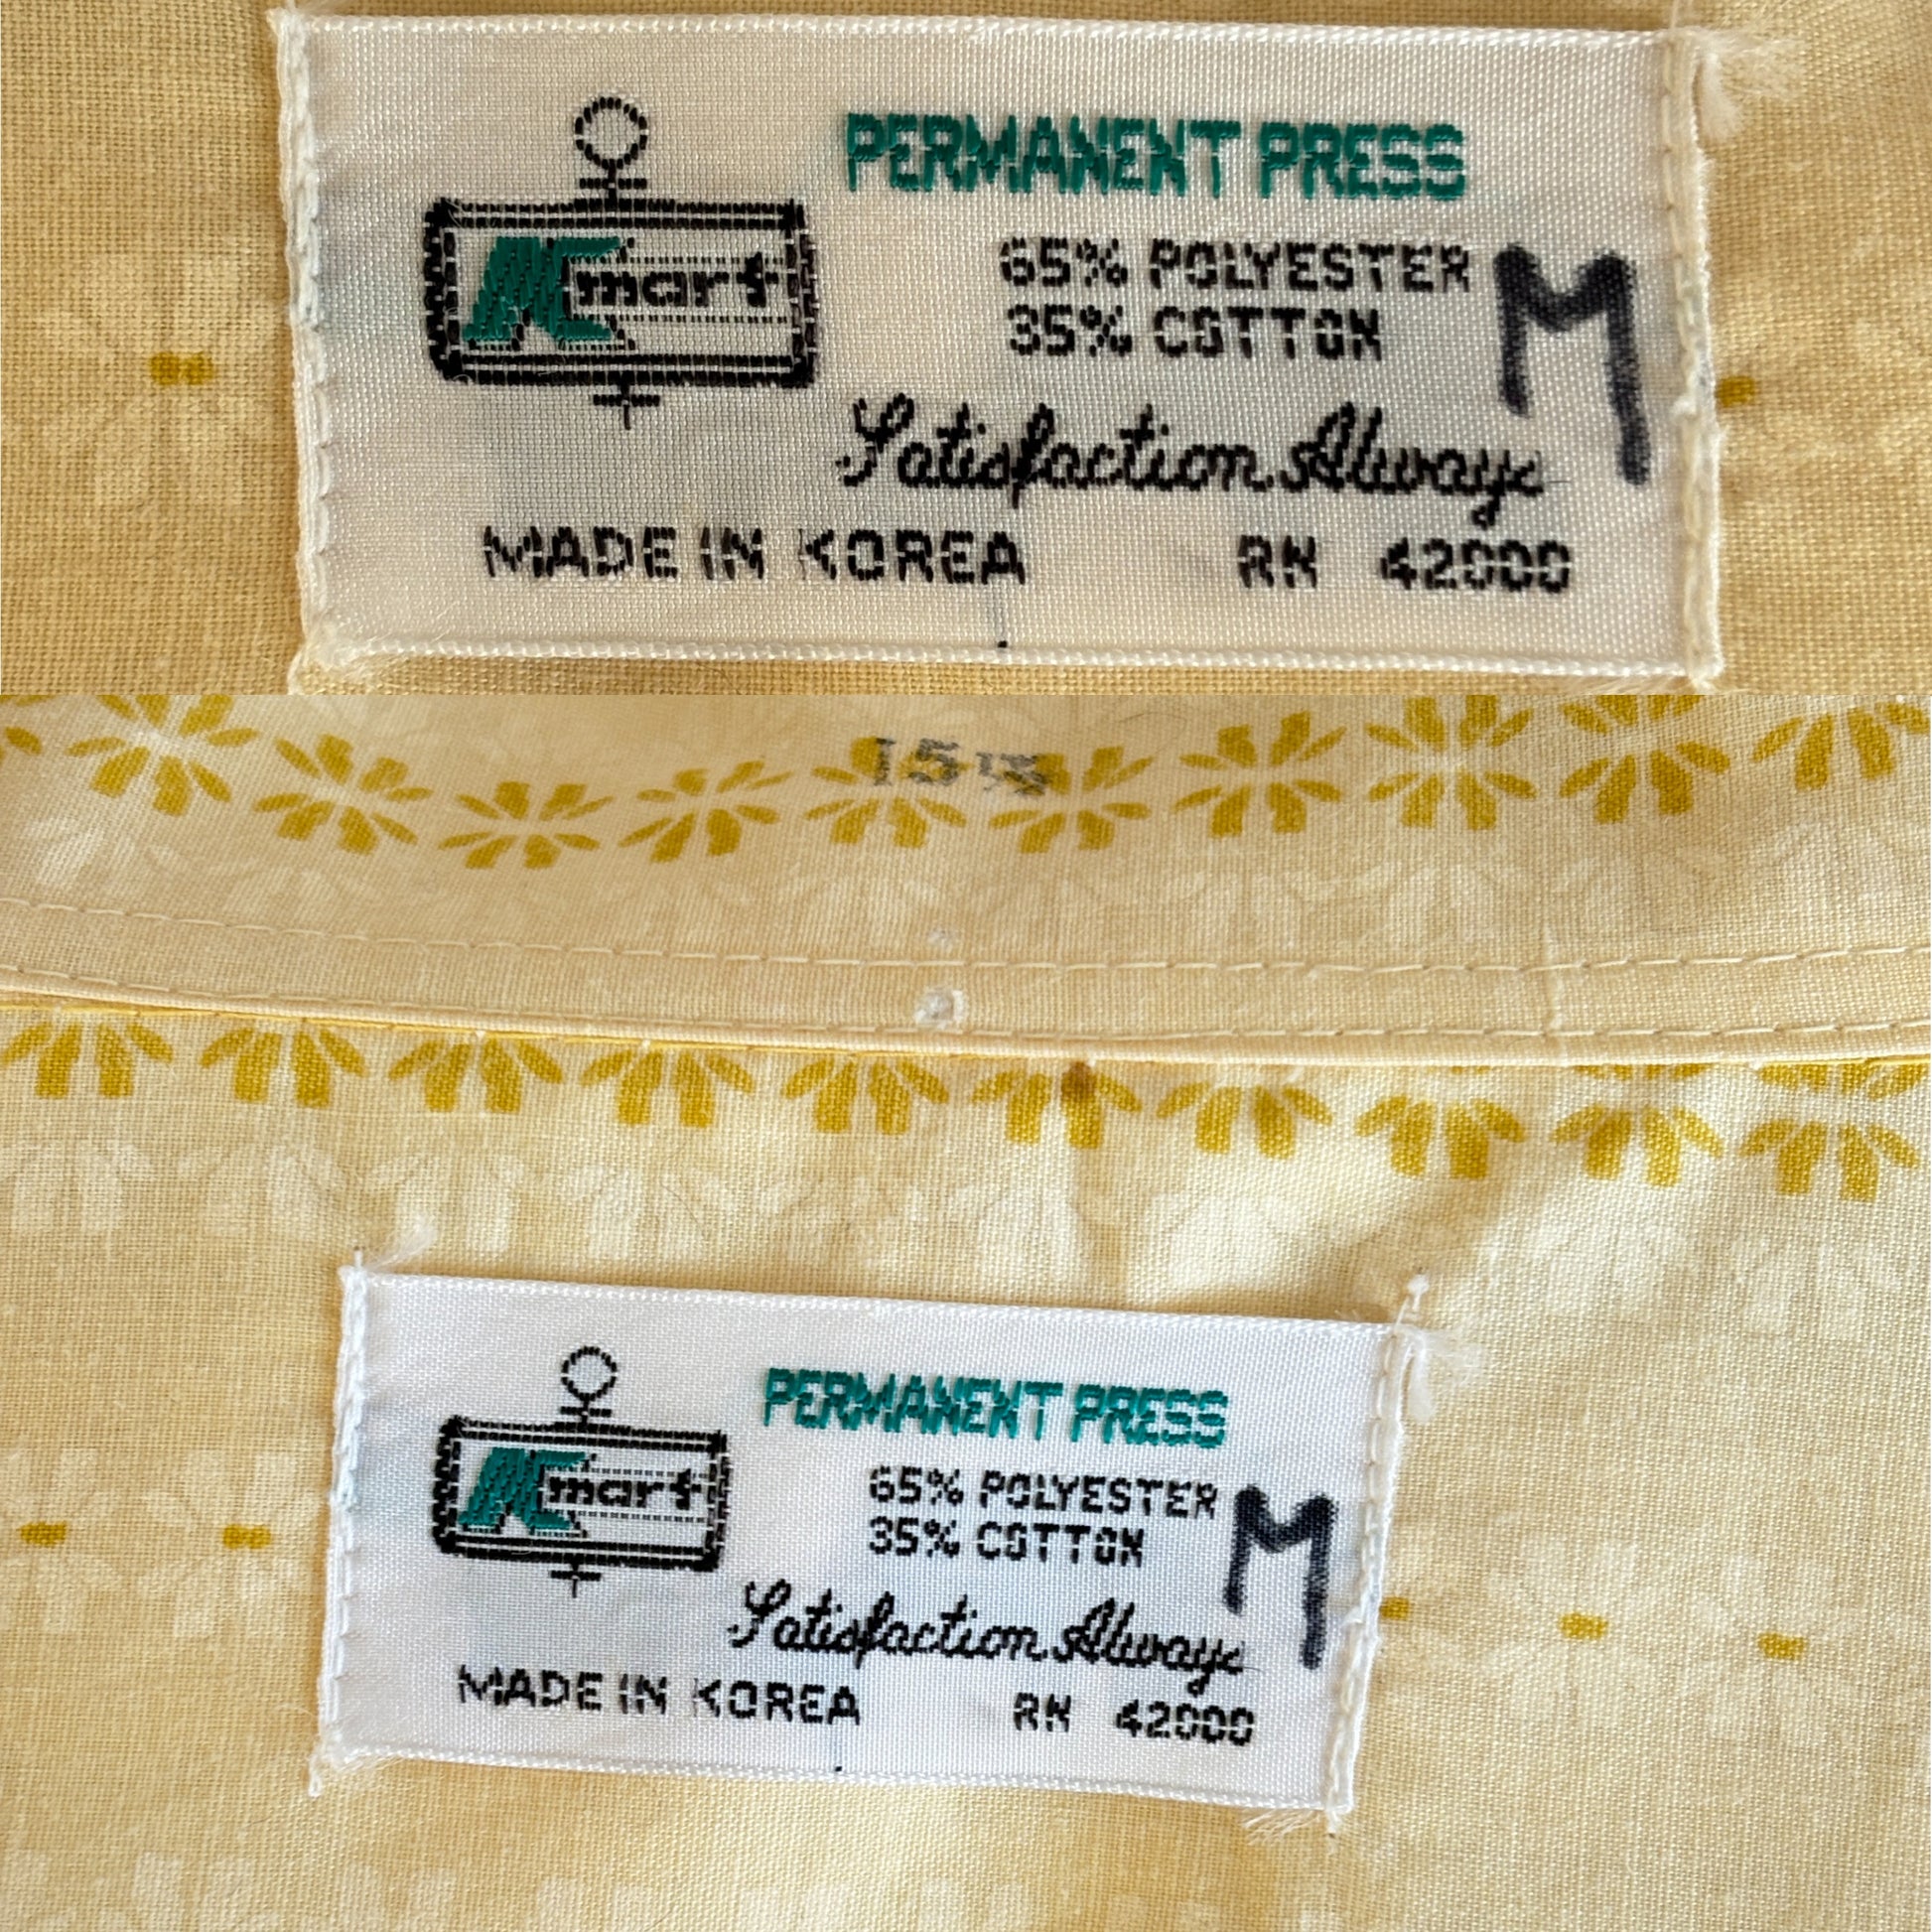 PERMANENT PRESS
Kmart
65% POLYESTER
35% COTTON
M
Satisfaction Always
MADE IN KOREA RN 42000
15½
PERMANENT PRESS
Kmart
65% POLYESTER
35% COTTON
M
Satisfaction Always
MADE IN KOREA RN 42000